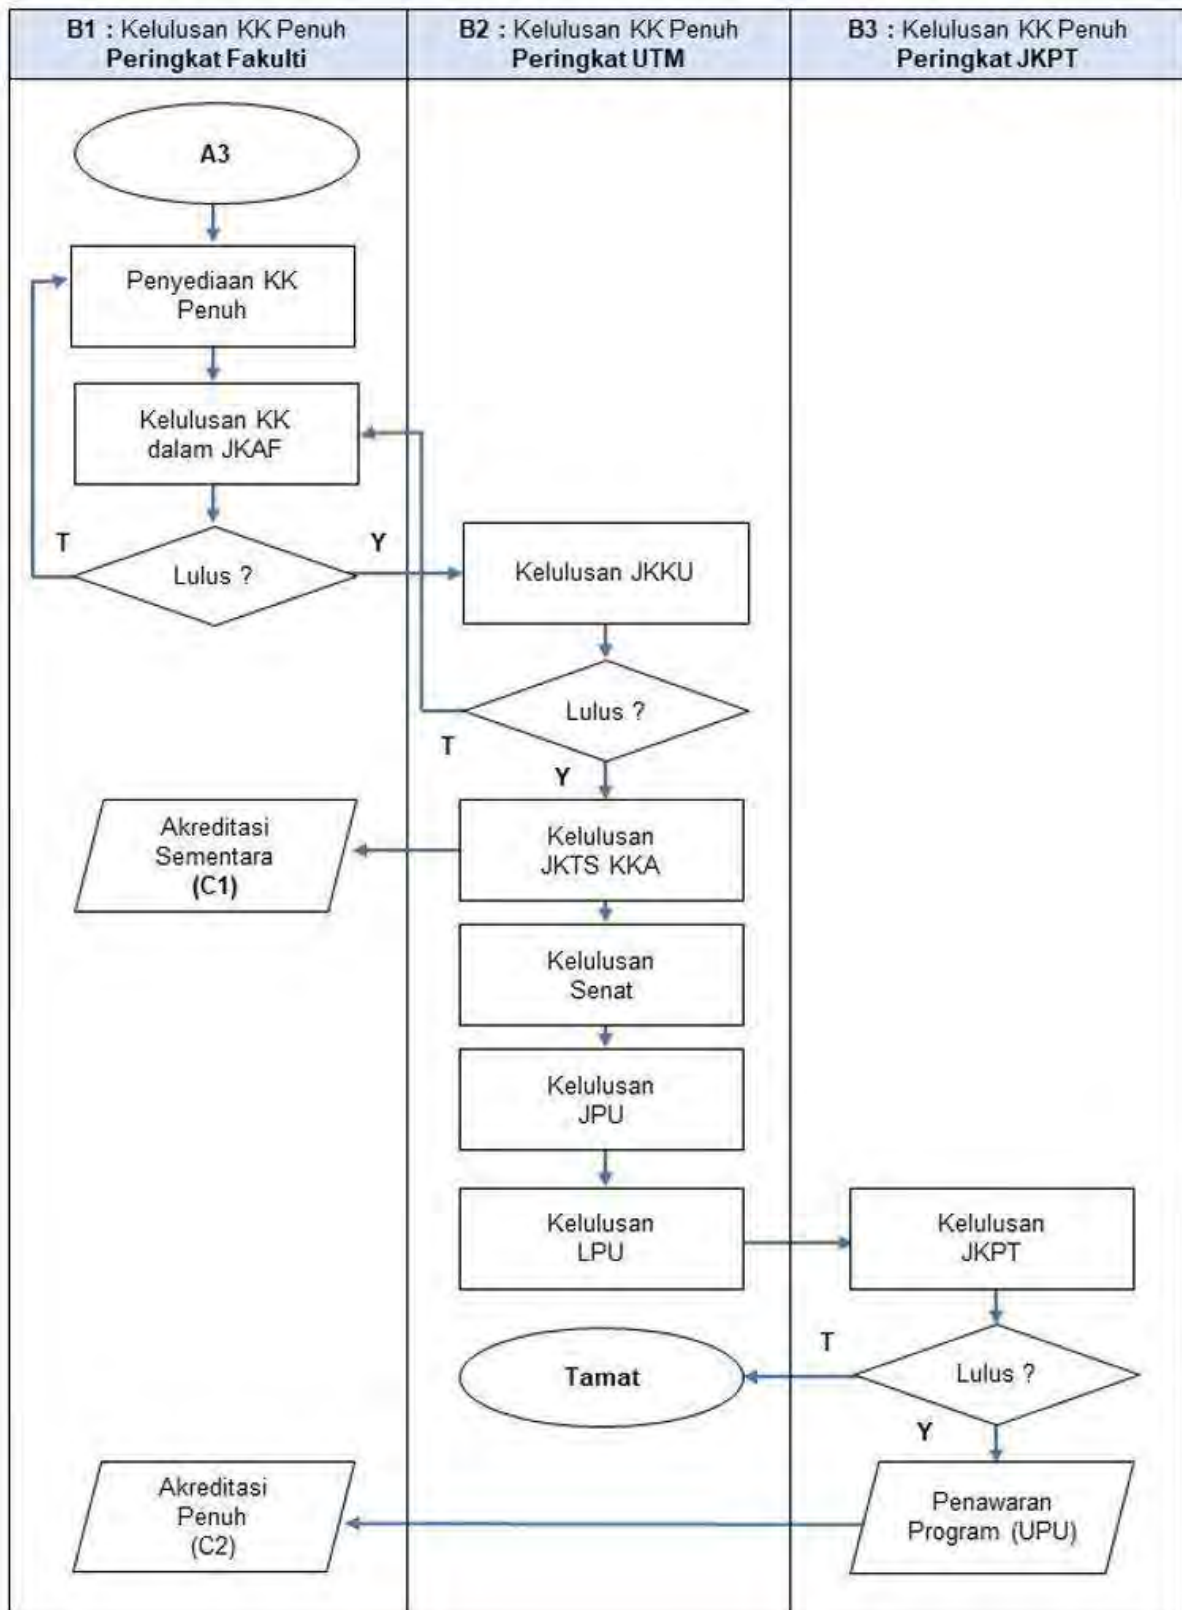 B1 : Kelulusan KK Penuh
Peringkat Fakulti
B2 : Kelulusan KK Penuh
Peringkat UTM
B3 : Kelulusan KK Penuh
Peringkat JKPT
A3
Penyediaan KK
Penuh
Kelulusan KK
dalam JKAF
T
Lulus ?
Y
Kelulusan JKKU
Lulus ?
T
Y
Akreditasi
Sementara
(C1)
Kelulusan
JKTS KKA
Kelulusan
Senat
Kelulusan
JPU
Kelulusan
LPU
Kelulusan
JKPT
Tamat
T
Lulus ?
Y
Akreditasi
Penuh
(C2)
Penawaran
Program (UPU)